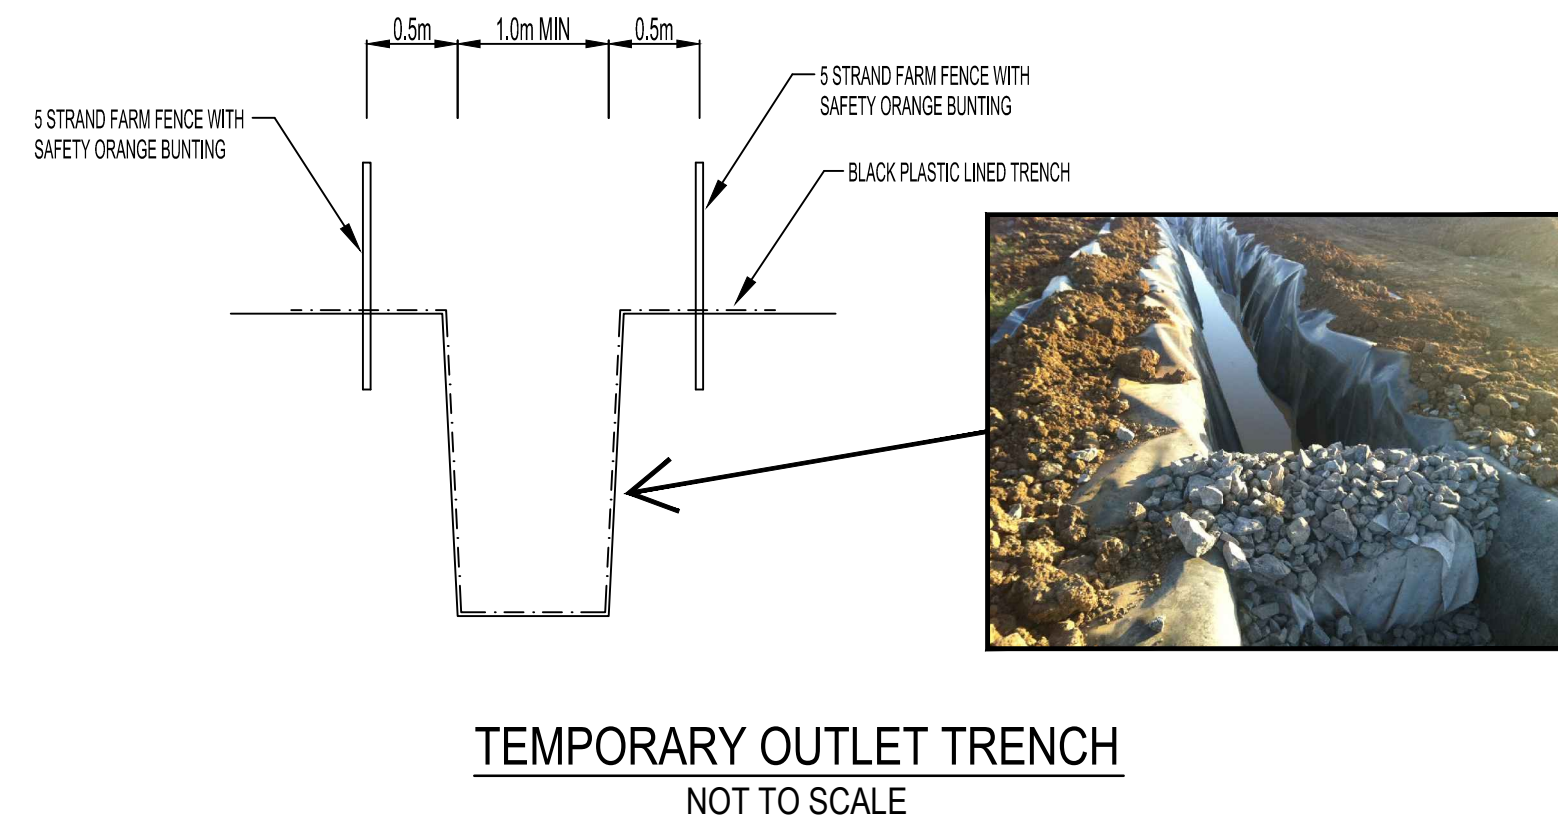 0.5m
1.0m MIN
0.5m
5 STRAND FARM FENCE WITH
SAFETY ORANGE BUNTING
5 STRAND FARM FENCE WITH
SAFETY ORANGE BUNTING
BLACK PLASTIC LINED TRENCH
TEMPORARY OUTLET TRENCH
NOT TO SCALE